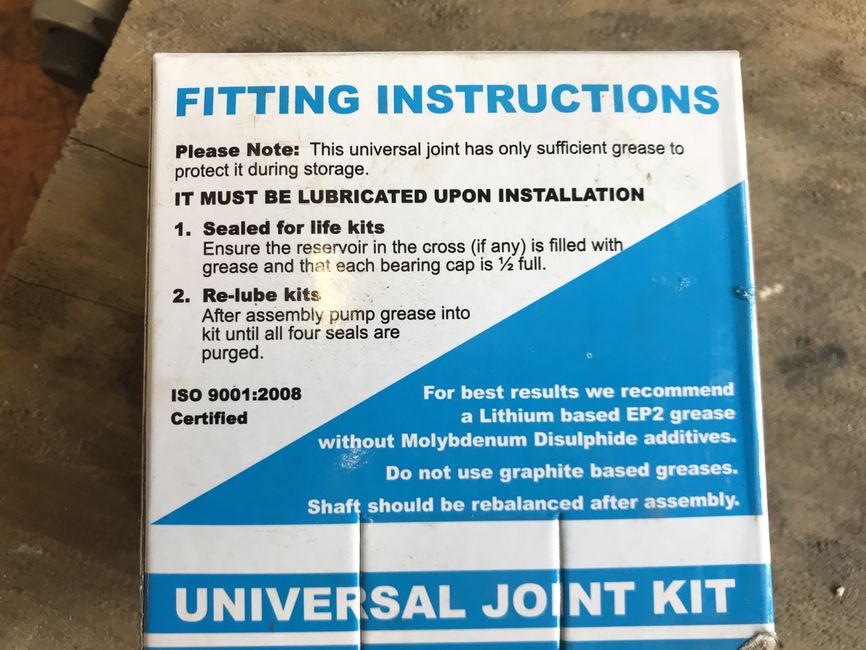 FITTING INSTRUCTIONS
Please Note: This universal joint has only sufficient grease to
protect it during storage.
IT MUST BE LUBRICATED UPON INSTALLATION
1. Sealed for life kits
Ensure the reservoir in the cross (if any) is filled with
grease and that each bearing cap is ½ full.
2. Re-lube kits
After assembly pump grease into
kit until all four seals are
purged.
ISO 9001:2008
Certified
For best results we recommend
a Lithium based EP2 grease
without Molybdenum Disulphide additives.
Do not use graphite based greases.
Shaft should be rebalanced after assembly.
UNIVERSAL JOINT KIT